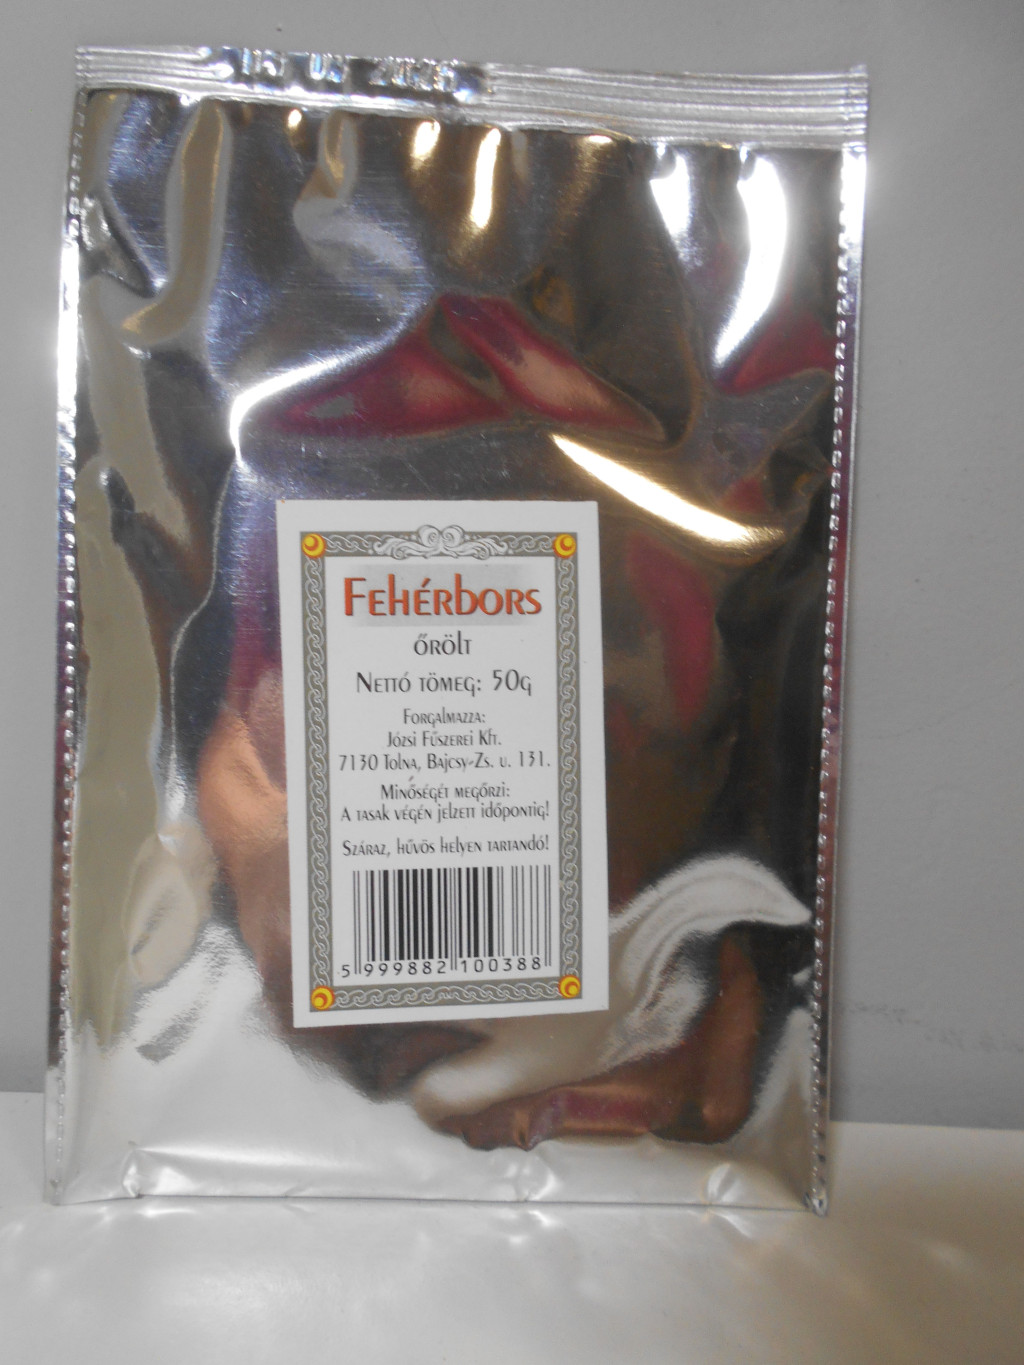 Fehérbors
őrölt
Nettó tömeg: 50g
Forgalmazza:
Józsi Fűszerei Kft.
7130 Tolna, Bajcsy-Zs. u. 131.
Minőségét megőrzi:
A tasak végén jelzett időpontig!
Száraz, hűvös helyen tartandó!
5 999882 100388